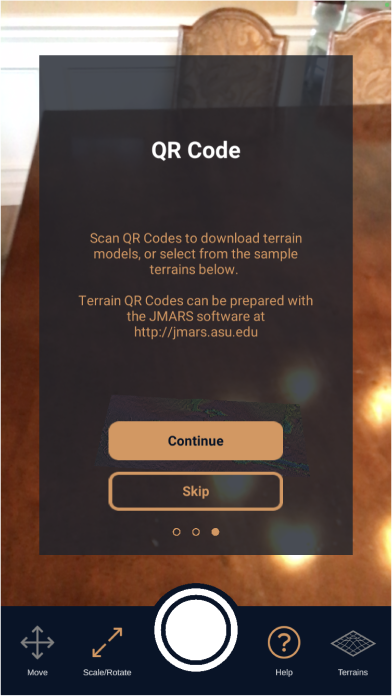 QR Code
Scan QR Codes to download terrain
models, or select from the sample
terrains below.
Terrain QR Codes can be prepared with
the JMARS software at
http://jmars.asu.edu
Continue
Skip
Move
Scale/Rotate
Help
Terrains